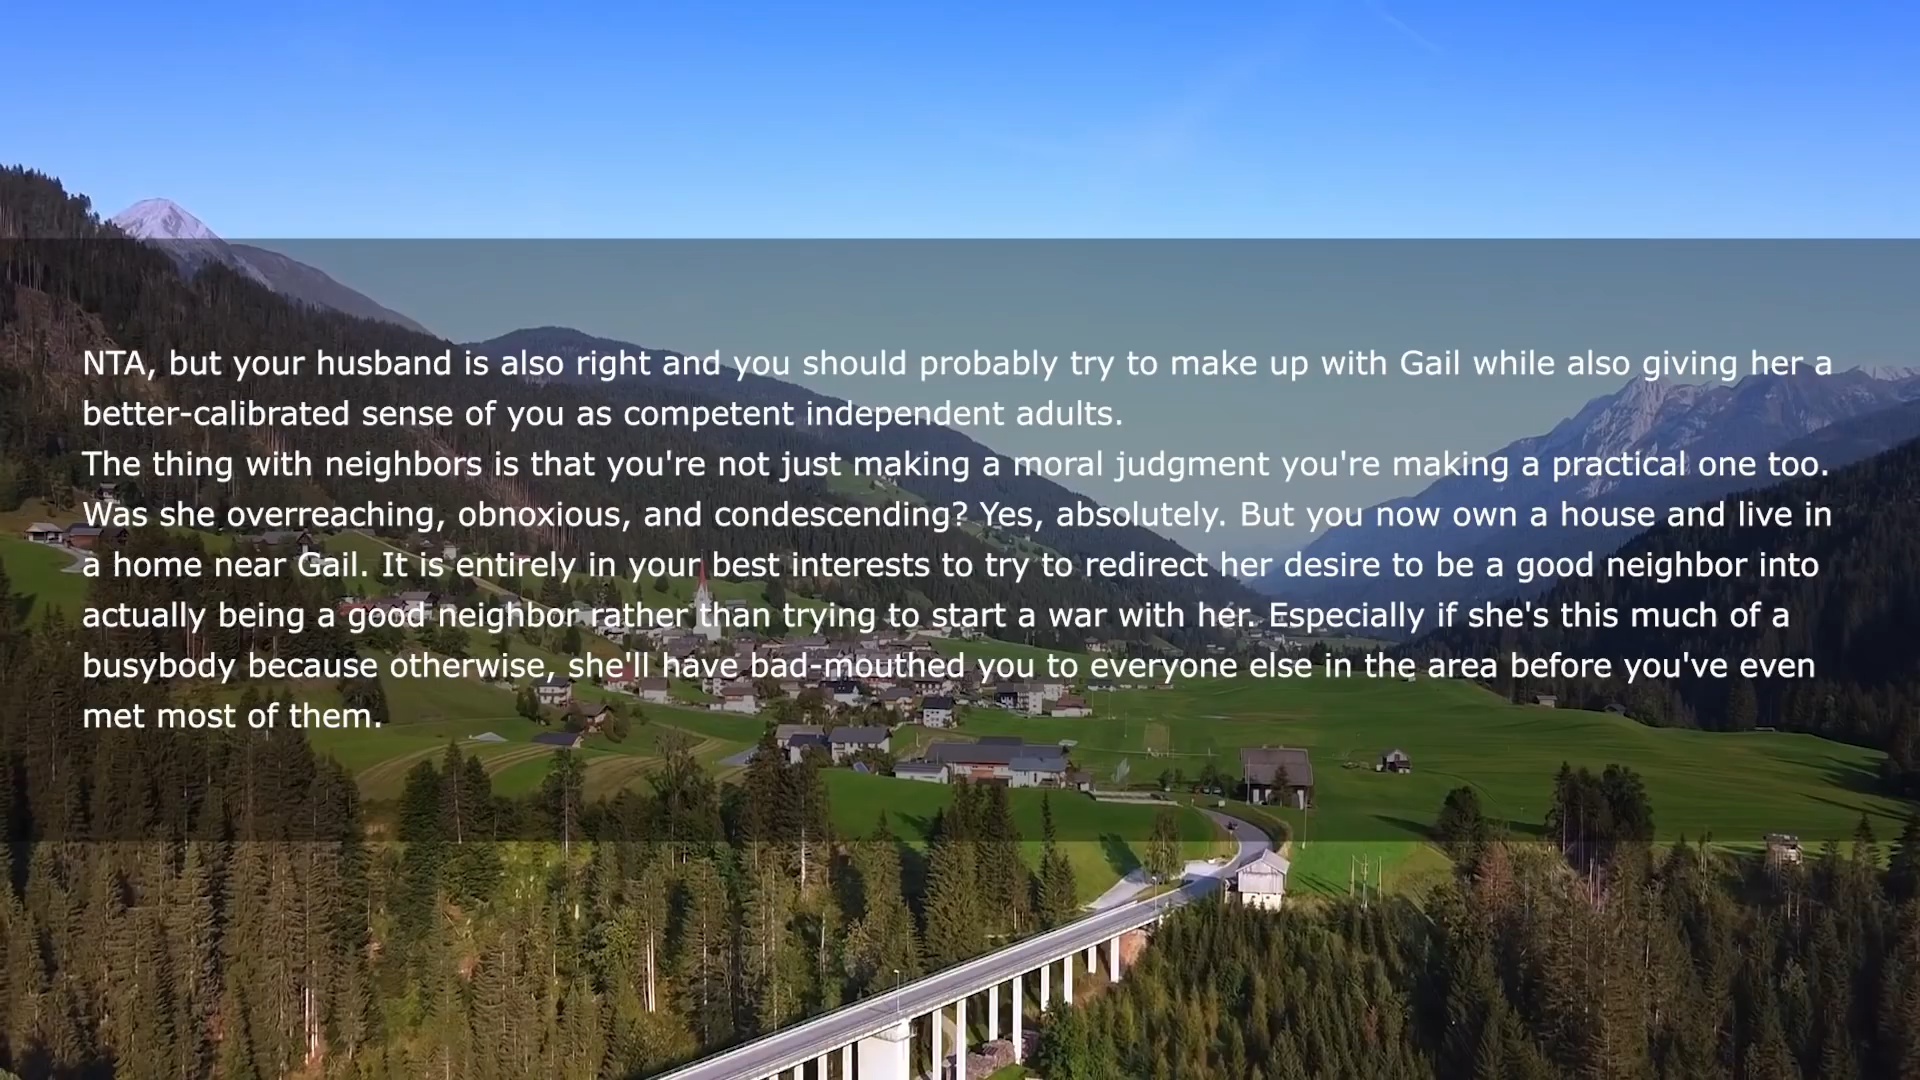 NTA, but your husband is also right and you should probably try to make up with Gail while also giving her a
better-calibrated sense of you as competent independent adults.
The thing with neighbors is that you're not just making a moral judgment you're making a practical one too.
Was she overreaching, obnoxious, and condescending? Yes, absolutely. But you now own a house and live in
a home near Gail. It is entirely in your best interests to try to redirect her desire to be a good neighbor into
actually being a good neighbor rather than trying to start a war with her. Especially if she's this much of a
busybody because otherwise, she'll have bad-mouthed you to everyone else in the area before you've even
met most of them.